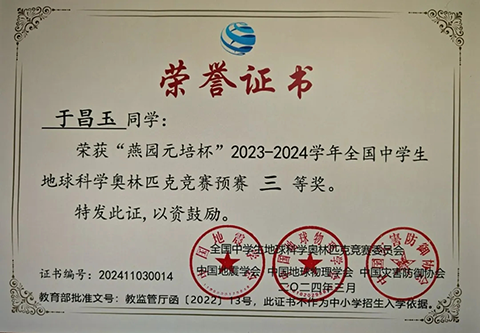 荣誉证书
于昌玉 同学：
荣获“燕园元培杯”2023-2024学年全国中学生
地球科学奥林匹克竞赛预赛 三 等奖。
特发此证，以资鼓励。
全国中学生地球科学奥林匹克竞赛委员会
中国地震学会 中国地球物理学会 中国灾害防御协会
证书编号：202411030014
二〇二四年三月
教育部批准文号：教监管厅函〔2022〕13号，此证书不作为中小学招生入学依据。